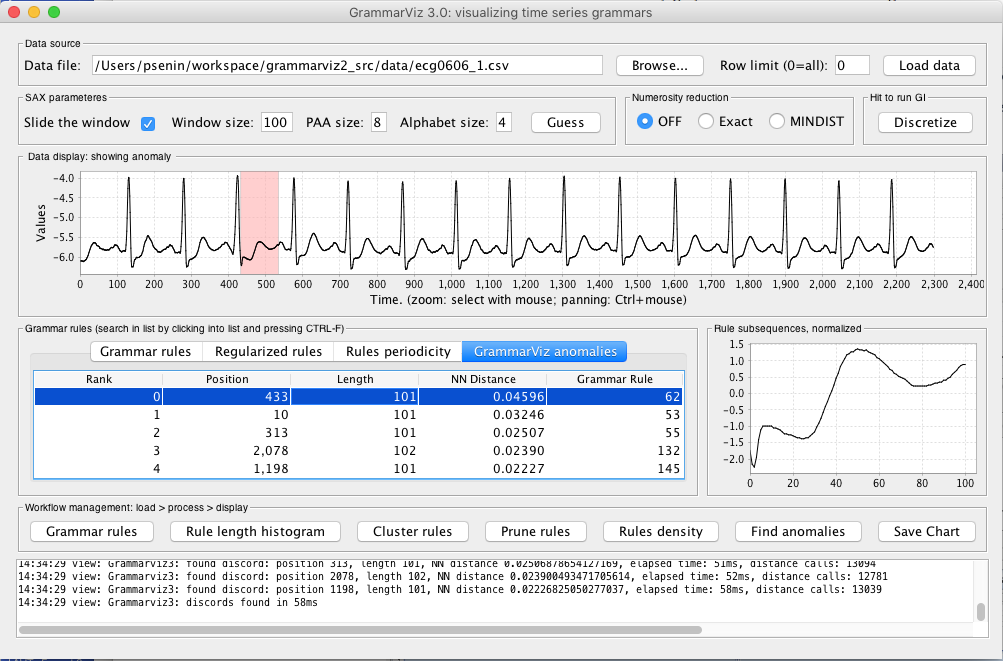 GrammarViz 3.0: visualizing time series grammars
Data source
Data file: /Users/psenin/workspace/grammarviz2_src/data/ecg0606_1.csv Browse... Row limit (0=all): 0 Load data
SAX parameteres Numerosity reduction Hit to run GI
Slide the window Window size: 100 PAA size: 8 Alphabet size: 4 Guess OFF Exact MINDIST Discretize
Data display: showing anomaly
Values
-4.0
-4.5
-5.0
-5.5
-6.0
0 100 200 300 400 500 600 700 800 900 1,000 1,100 1,200 1,300 1,400 1,500 1,600 1,700 1,800 1,900 2,000 2,100 2,200 2,300 2,400
Time. (zoom: select with mouse; panning: Ctrl+mouse)
Grammar rules (search in list by clicking into list and pressing CTRL-F)
Grammar rules Regularized rules Rules periodicity GrammarViz anomalies
Rank Position Length NN Distance Grammar Rule
0 433 101 0.04596 62
1 10 101 0.03246 53
2 313 101 0.02507 55
3 2,078 102 0.02390 132
4 1,198 101 0.02227 145
Rule subsequences, normalized
1.5
1.0
0.5
0.0
-0.5
-1.0
-1.5
-2.0
0 20 40 60 80 100
Workflow management: load > process > display
Grammar rules Rule length histogram Cluster rules Prune rules Rules density Find anomalies Save Chart
14:34:29 view: Grammarviz3: found discord: position 313, length 101, NN distance 0.02506878654127169, elapsed time: 51ms, distance calls: 13094
14:34:29 view: Grammarviz3: found discord: position 2078, length 102, NN distance 0.023900493471705614, elapsed time: 52ms, distance calls: 12781
14:34:29 view: Grammarviz3: found discord: position 1198, length 101, NN distance 0.02226825050277037, elapsed time: 58ms, distance calls: 13039
14:34:29 view: Grammarviz3: discords found in 58ms